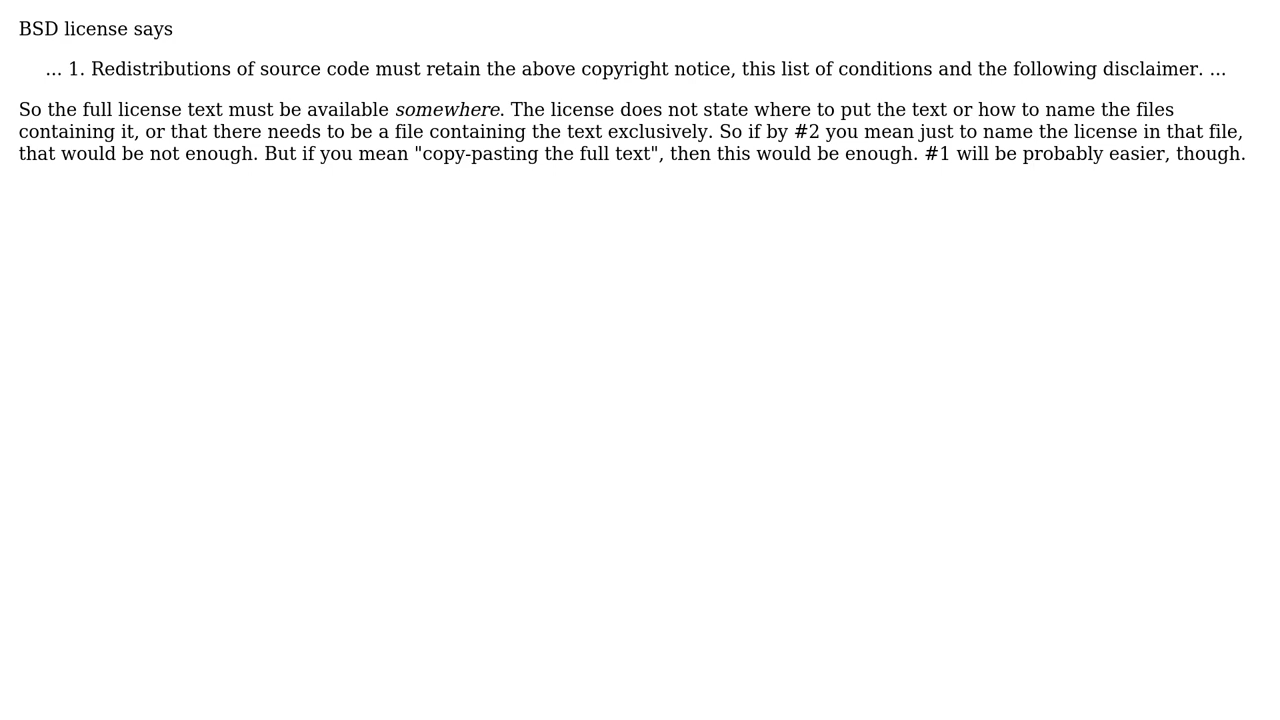 BSD license says
... 1. Redistributions of source code must retain the above copyright notice, this list of conditions and the following disclaimer. ...
So the full license text must be available somewhere. The license does not state where to put the text or how to name the files
containing it, or that there needs to be a file containing the text exclusively. So if by #2 you mean just to name the license in that file,
that would be not enough. But if you mean "copy-pasting the full text", then this would be enough. #1 will be probably easier, though.